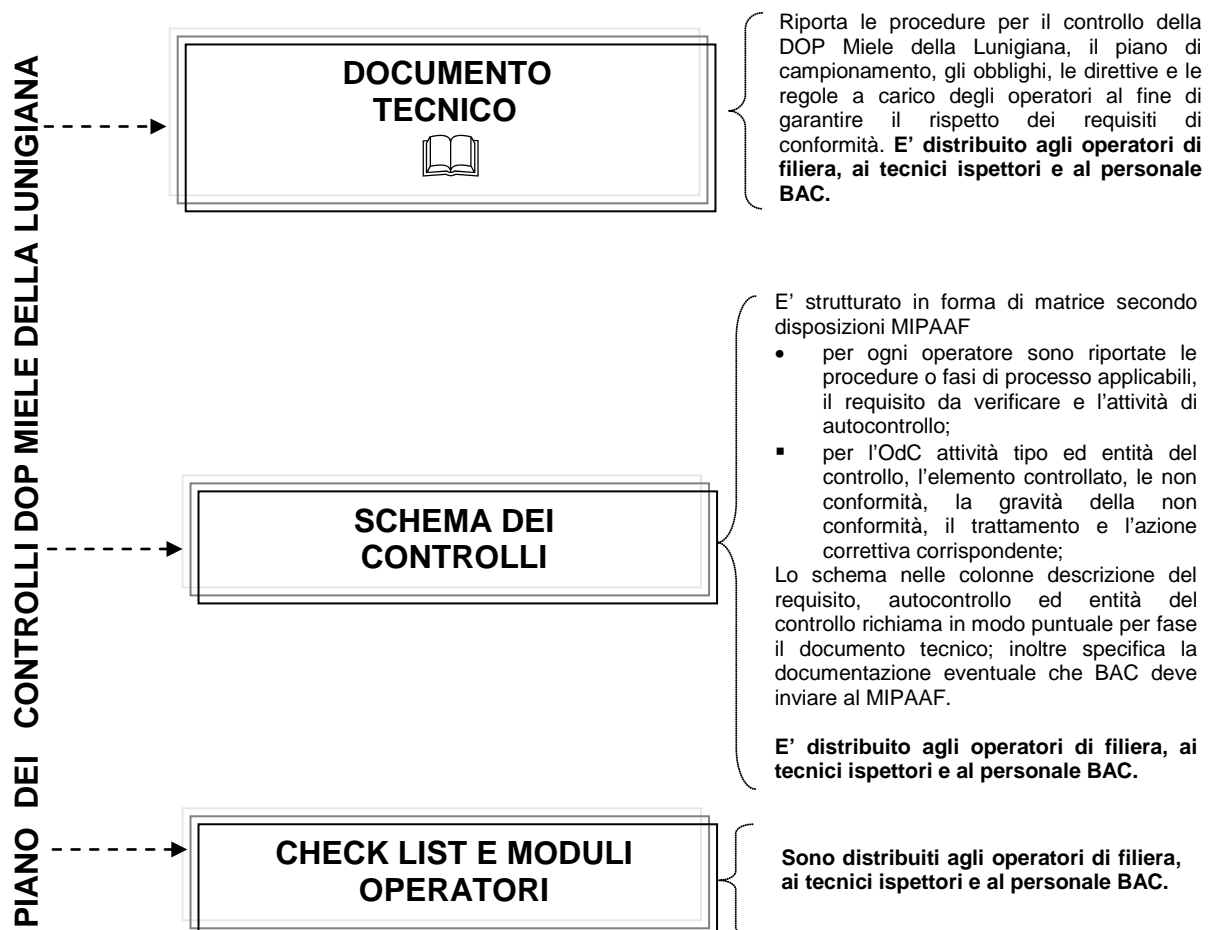 PIANO DEI CONTROLLI DOP MIELE DELLA LUNIGIANA
DOCUMENTO
TECNICO
Riporta le procedure per il controllo della
DOP Miele della Lunigiana, il piano di
campionamento, gli obblighi, le direttive e le
regole a carico degli operatori al fine di
garantire il rispetto dei requisiti di
conformità. E' distribuito agli operatori di
filiera, ai tecnici ispettori e al personale
BAC.
SCHEMA DEI
CONTROLLI
E' strutturato in forma di matrice secondo
disposizioni MIPAAF
• per ogni operatore sono riportate le
procedure o fasi di processo applicabili,
il requisito da verificare e l'attività di
autocontrollo;
▪ per l'OdC attività tipo ed entità del
controllo, l'elemento controllato, le non
conformità, la gravità della non
conformità, il trattamento e l'azione
correttiva corrispondente;
Lo schema nelle colonne descrizione del
requisito, autocontrollo ed entità del
controllo richiama in modo puntuale per fase
il documento tecnico; inoltre specifica la
documentazione eventuale che BAC deve
inviare al MIPAAF.
E' distribuito agli operatori di filiera, ai
tecnici ispettori e al personale BAC.
CHECK LIST E MODULI
OPERATORI
Sono distribuiti agli operatori di filiera,
ai tecnici ispettori e al personale BAC.